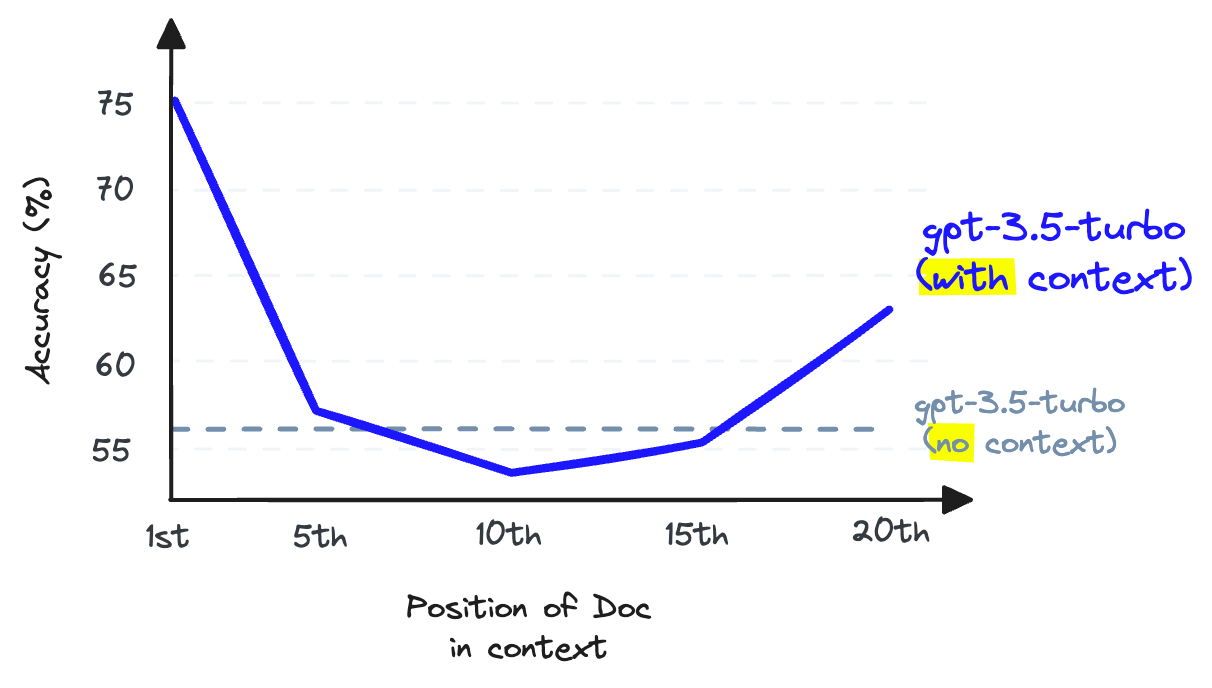 75
70
65
60
55
Accuracy (%)
gpt-3.5-turbo
(with context)
gpt-3.5-turbo
(no context)
1st
5th
10th
15th
20th
Position of Doc
in context